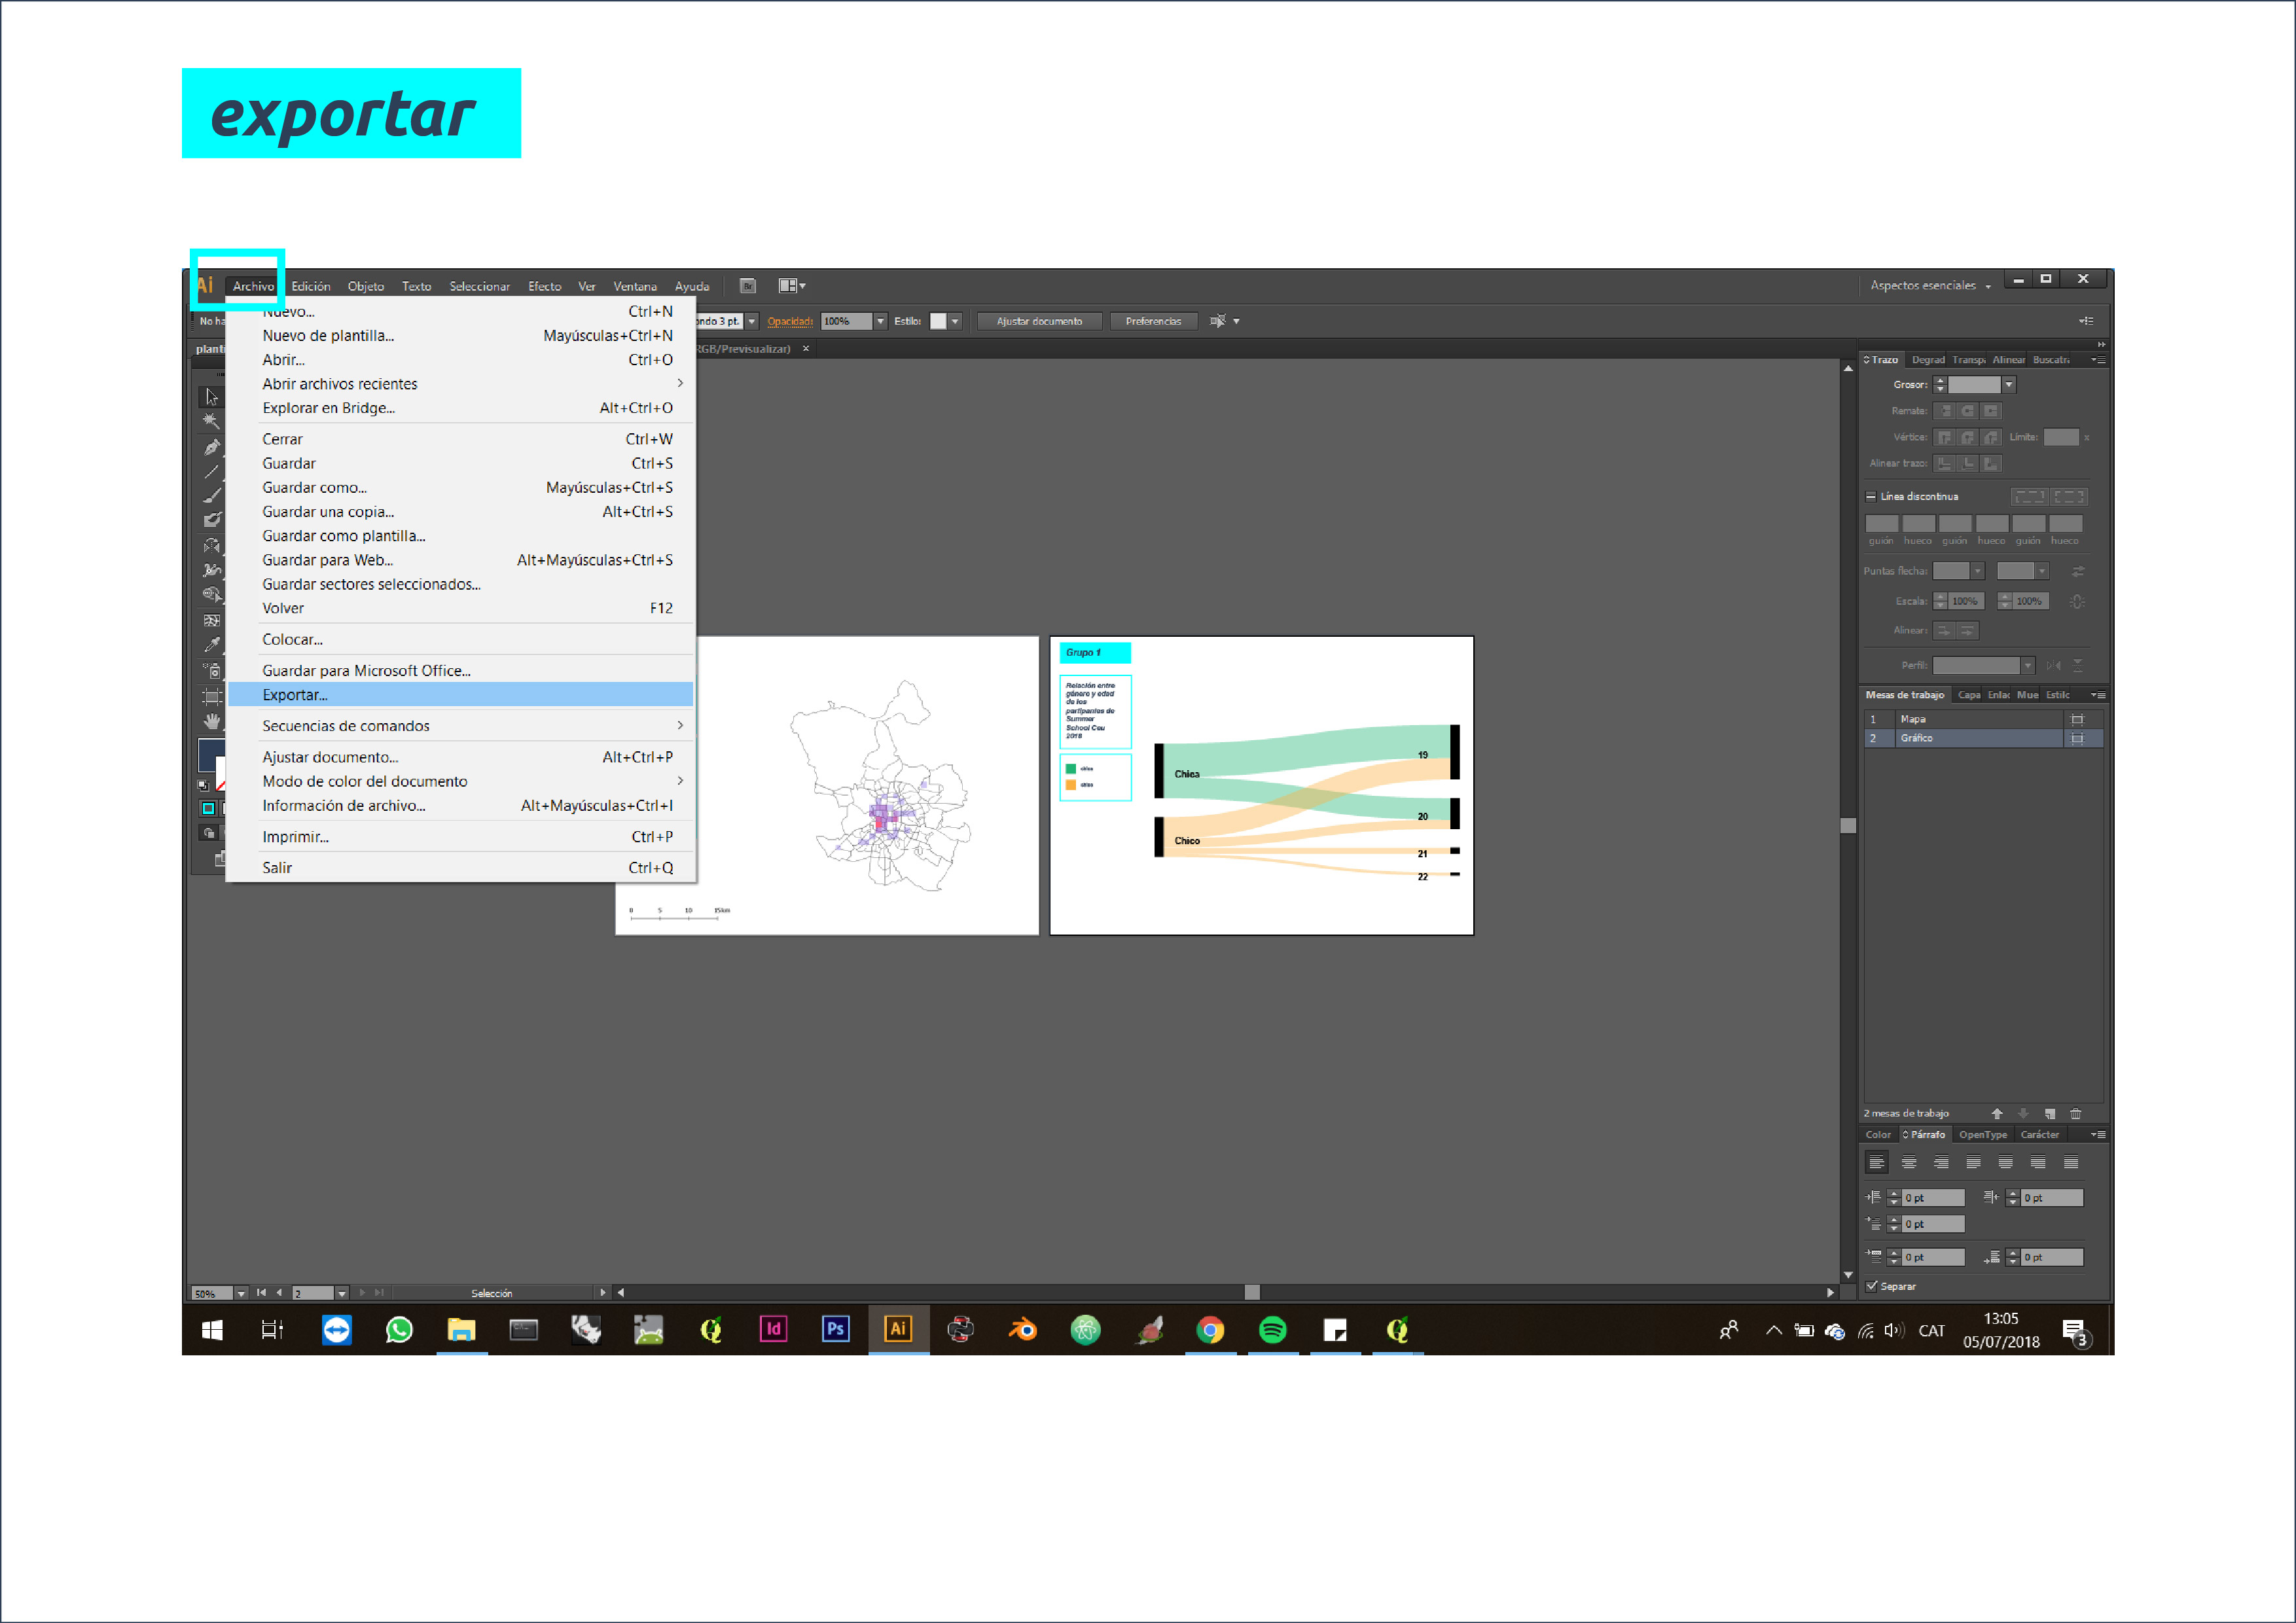 exportar
Ai Archivo Edición Objeto Texto Seleccionar Efecto Ver Ventana Ayuda Br Aspectos esenciales
No ha
Nuevo... Ctrl+N
ondo 3 pt. Opacidad: 100% Estilo: Ajustar documento Preferencias
Nuevo de plantilla... Mayúsculas+Ctrl+N
RGB/Previsualizar) ×
Abrir... Ctrl+O
Abrir archivos recientes
Explorar en Bridge... Alt+Ctrl+O
Cerrar Ctrl+W
Guardar Ctrl+S
Guardar como... Mayúsculas+Ctrl+S
Guardar una copia... Alt+Ctrl+S
Guardar como plantilla...
Guardar para Web... Alt+Mayúsculas+Ctrl+S
Guardar sectores seleccionados...
Volver F12
Colocar...
Guardar para Microsoft Office...
Exportar...
Secuencias de comandos
Ajustar documento... Alt+Ctrl+P
Modo de color del documento
Información de archivo... Alt+Mayúsculas+Ctrl+I
Imprimir... Ctrl+P
Salir Ctrl+Q
0 5 10 15km
Grupo 1
Relación entre
género y edad
de los
partipantes de
Summer
School Ceu
2018
Chica
Chico
19
20
21
22
Trazo Degrad Transpa Alinear Buscatra
Grosor:
Remate:
Vértice: Límite: x
Alinear trazo:
Línea discontinua
guión hueco guión hueco guión hueco
Puntas flecha:
Escala: 100% 100%
Alinear:
Perfil:
Mesas de trabajo Capa Enlac Mue Estilc
1 Mapa
2 Gráfico
2 mesas de trabajo
Color Párrafo OpenType Carácter
0 pt 0 pt
0 pt
0 pt 0 pt
Separar
50% 2 Selección
Id Ps Ai CAT 13:05
05/07/2018 3